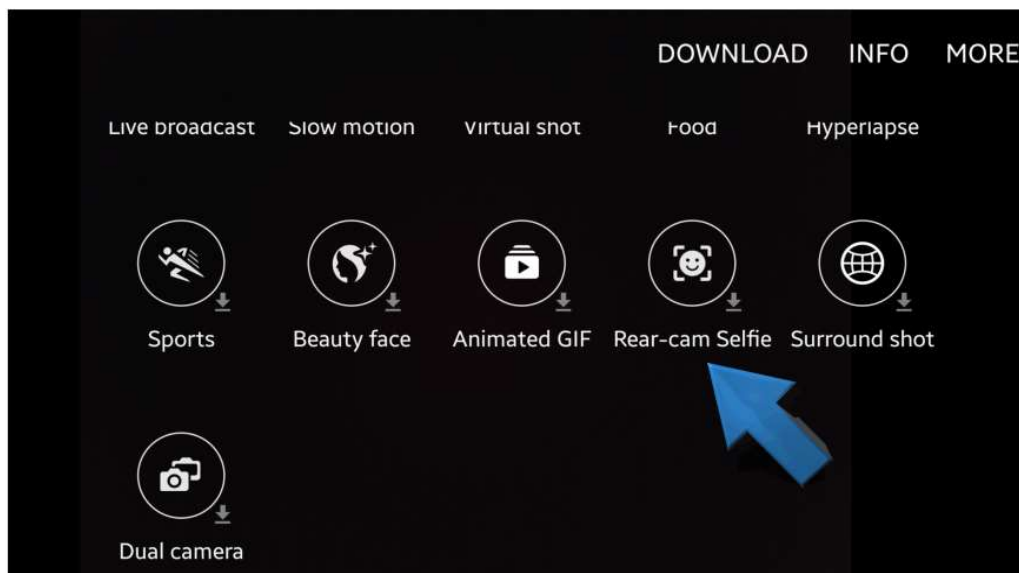 DOWNLOAD INFO MORE
Live broadcast Slow motion Virtual shot Food Hyperlapse
Sports Beauty face Animated GIF Rear-cam Selfie Surround shot
Dual camera